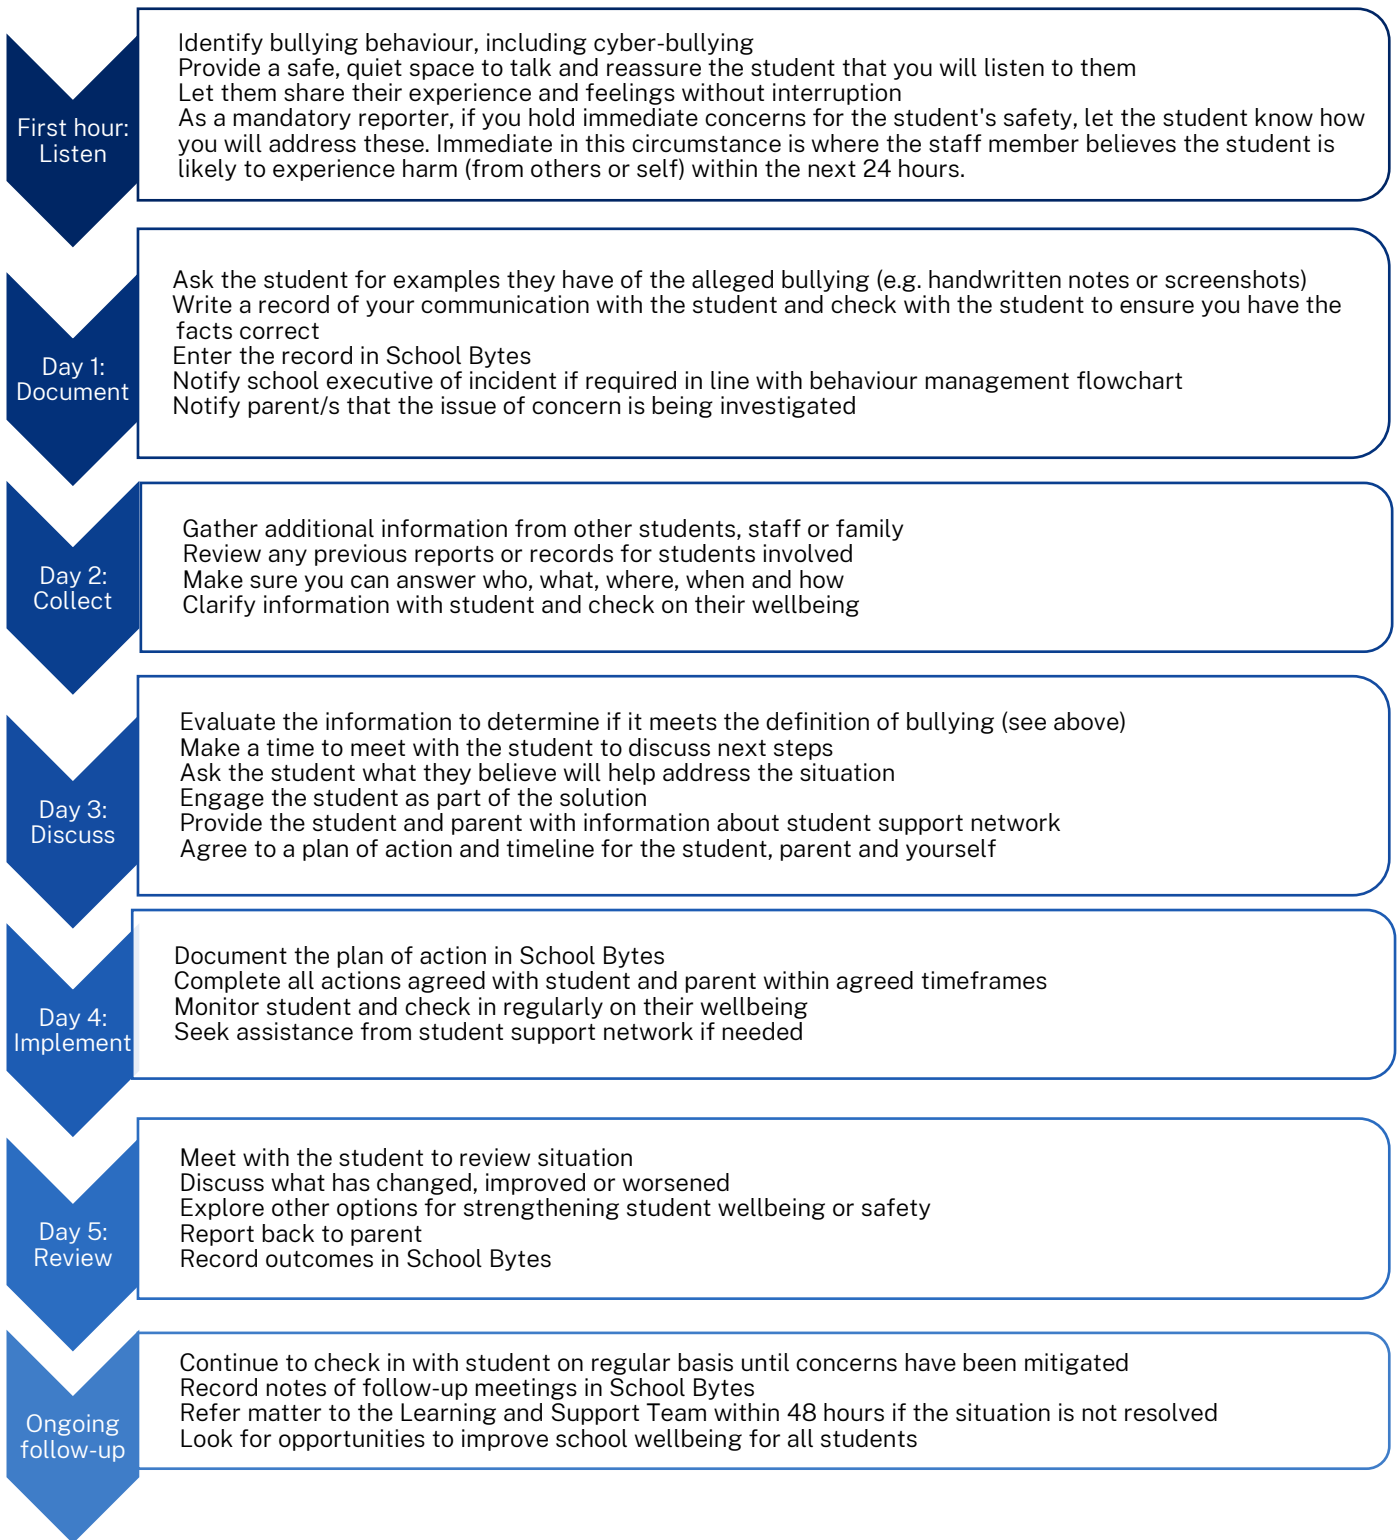 First hour:
Listen
Identify bullying behaviour, including cyber-bullying
Provide a safe, quiet space to talk and reassure the student that you will listen to them
Let them share their experience and feelings without interruption
As a mandatory reporter, if you hold immediate concerns for the student's safety, let the student know how
you will address these. Immediate in this circumstance is where the staff member believes the student is
likely to experience harm (from others or self) within the next 24 hours.
Day 1:
Document
Ask the student for examples they have of the alleged bullying (e.g. handwritten notes or screenshots)
Write a record of your communication with the student and check with the student to ensure you have the
facts correct
Enter the record in School Bytes
Notify school executive of incident if required in line with behaviour management flowchart
Notify parent/s that the issue of concern is being investigated
Day 2:
Collect
Gather additional information from other students, staff or family
Review any previous reports or records for students involved
Make sure you can answer who, what, where, when and how
Clarify information with student and check on their wellbeing
Day 3:
Discuss
Evaluate the information to determine if it meets the definition of bullying (see above)
Make a time to meet with the student to discuss next steps
Ask the student what they believe will help address the situation
Engage the student as part of the solution
Provide the student and parent with information about student support network
Agree to a plan of action and timeline for the student, parent and yourself
Day 4:
Implement
Document the plan of action in School Bytes
Complete all actions agreed with student and parent within agreed timeframes
Monitor student and check in regularly on their wellbeing
Seek assistance from student support network if needed
Day 5:
Review
Meet with the student to review situation
Discuss what has changed, improved or worsened
Explore other options for strengthening student wellbeing or safety
Report back to parent
Record outcomes in School Bytes
Ongoing
follow-up
Continue to check in with student on regular basis until concerns have been mitigated
Record notes of follow-up meetings in School Bytes
Refer matter to the Learning and Support Team within 48 hours if the situation is not resolved
Look for opportunities to improve school wellbeing for all students